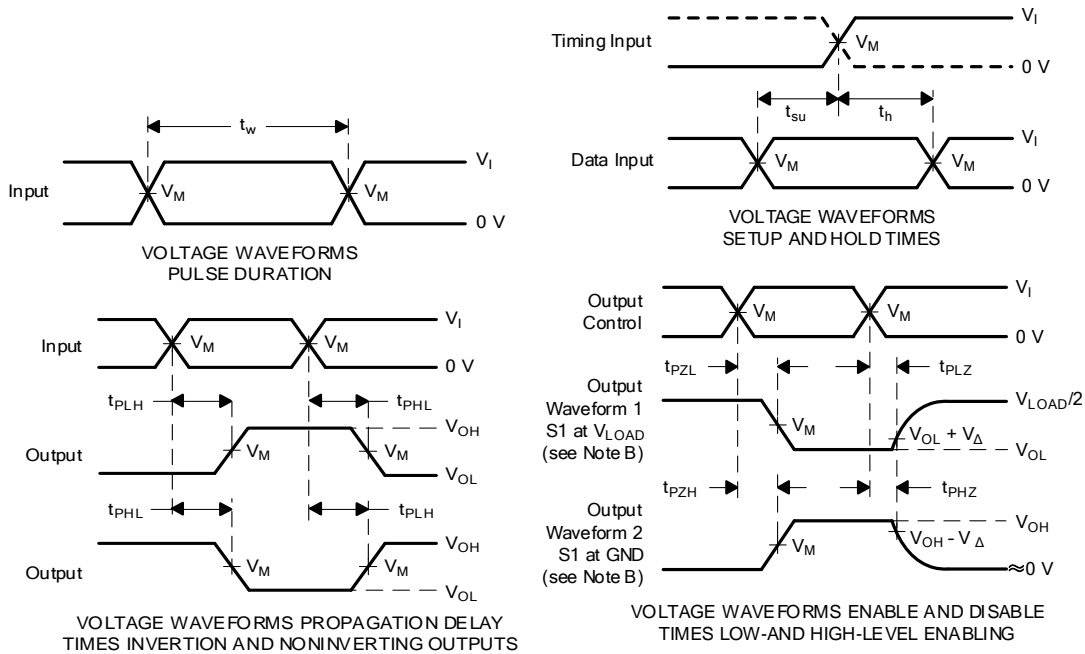 t_w
Input
V_M
V_M
V_I
0 V
VOLTAGE WAVEFORMS
PULSE DURATION
Timing Input
V_M
V_I
0 V
t_su
t_h
Data Input
V_M
V_M
V_I
0 V
VOLTAGE WAVEFORMS
SETUP AND HOLD TIMES
Input
V_M
V_M
V_I
0 V
t_PLH
t_PHL
Output
V_M
V_M
V_OH
V_OL
t_PHL
t_PLH
Output
V_M
V_M
V_OH
V_OL
VOLTAGE WAVEFORMS PROPAGATION DELAY
TIMES INVERTION AND NONINVERTING OUTPUTS
Output
Control
V_M
V_M
V_I
0 V
t_PZL
t_PLZ
Output
Waveform 1
S1 at V_LOAD
(see Note B)
V_M
V_LOAD/2
V_OL + V_Δ
V_OL
t_PZH
t_PHZ
Output
Waveform 2
S1 at GND
(see Note B)
V_M
V_OH
V_OH - V_Δ
≈0 V
VOLTAGE WAVEFORMS ENABLE AND DISABLE
TIMES LOW-AND HIGH-LEVEL ENABLING